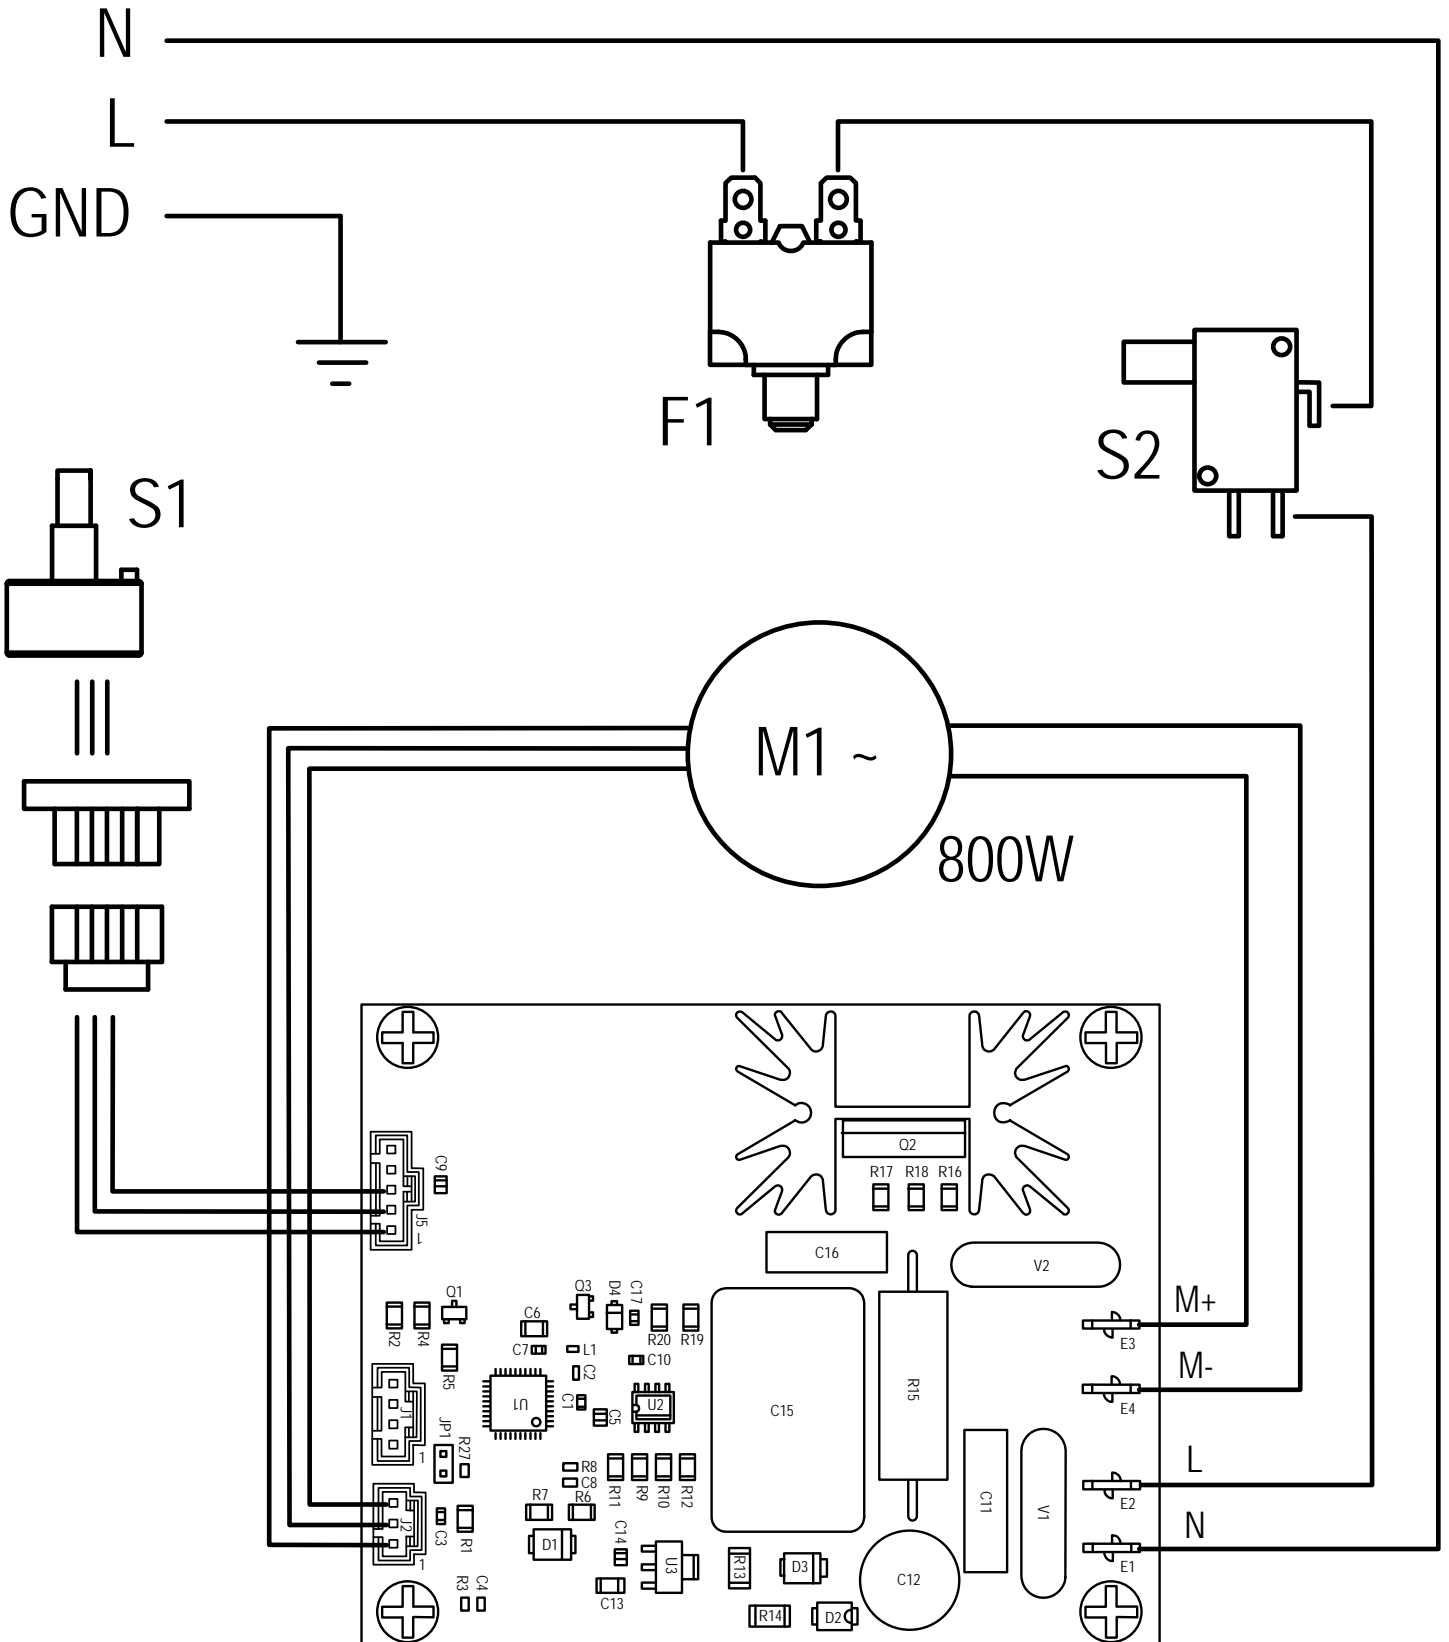 N
L
GND
F1
S2
S1
M1 ~
800W
Q2
C9
R17 R18 R16
J5
1
C16
V2
Q1
Q3
D4
C17
C6
M+
R2
R4
R20
R19
E3
C7
L1
C10
M-
R5
C2
U1
C1
C5
U2
C15
R15
E4
J1
1
JP1
R27
R8
C8
R11
R9
R10
R12
L
C11
V1
E2
R7
R6
N
J2
1
C3
R1
D1
C14
U3
R13
D3
C12
E1
R3
C4
C13
R14
D2